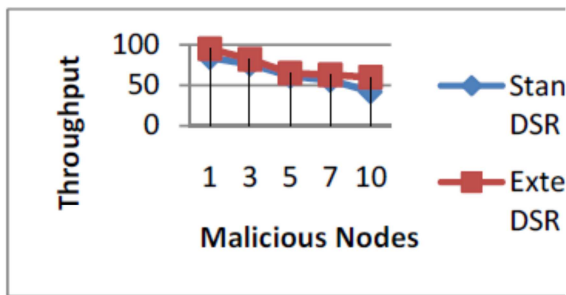 Throughput
100
50
0
1 3 5 7 10
Malicious Nodes
Stan
DSR
Exte
DSR